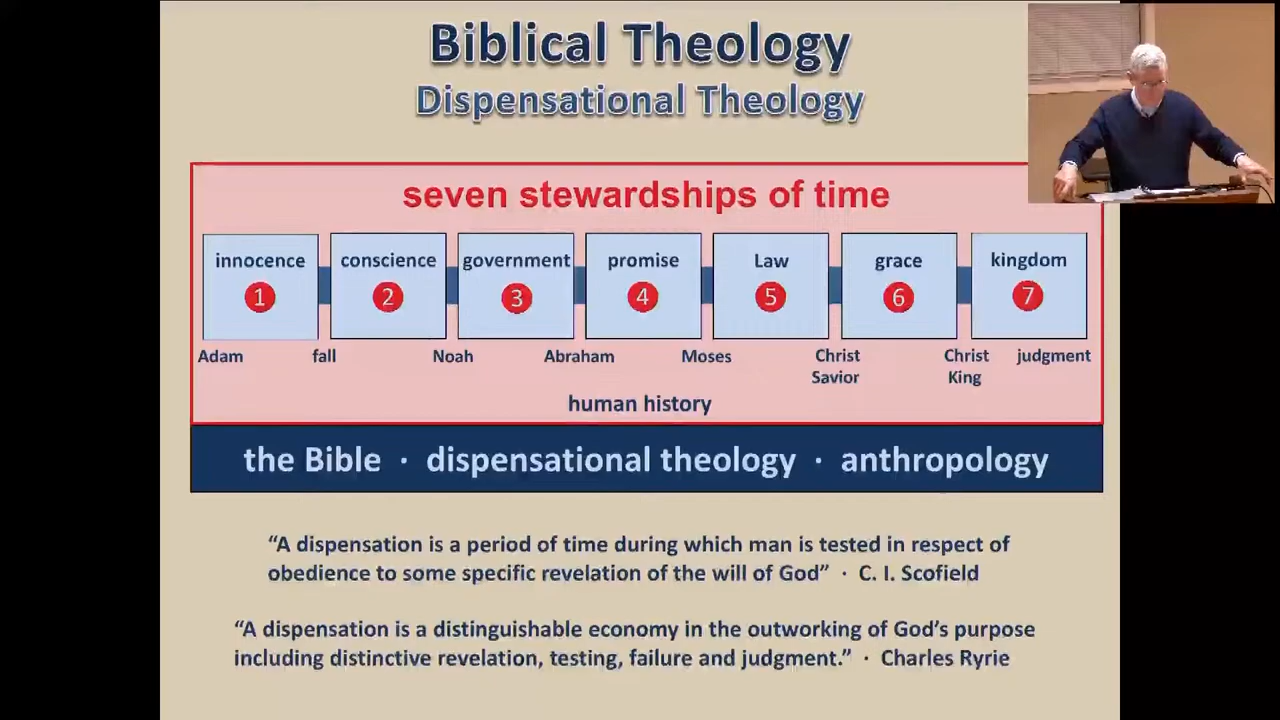 Biblical Theology
Dispensational Theology
seven stewardships of time
innocence conscience government promise Law grace kingdom
1 2 3 4 5 6 7
Adam fall Noah Abraham Moses Christ Christ judgment
Savior King
human history
the Bible · dispensational theology · anthropology
“A dispensation is a period of time during which man is tested in respect of
obedience to some specific revelation of the will of God” · C. I. Scofield
“A dispensation is a distinguishable economy in the outworking of God’s purpose
including distinctive revelation, testing, failure and judgment.” · Charles Ryrie